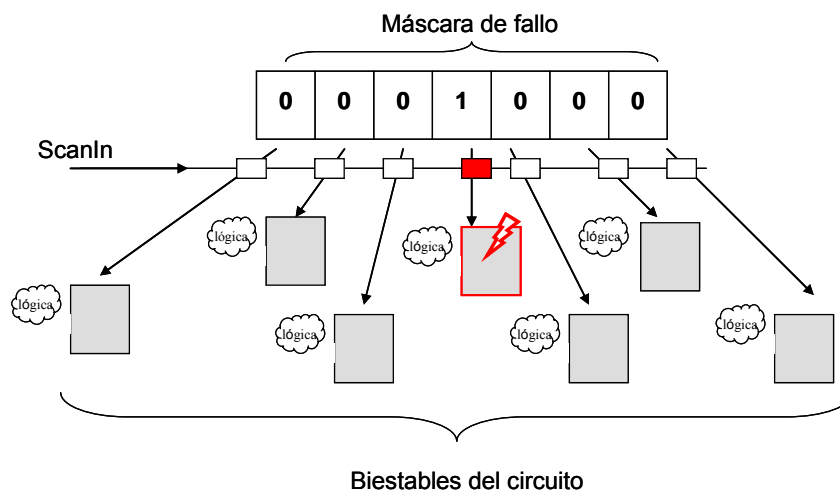 Máscara de fallo
0 0 0 1 0 0 0
ScanIn
lógica
lógica
lógica
lógica
lógica
lógica
lógica
Biestables del circuito